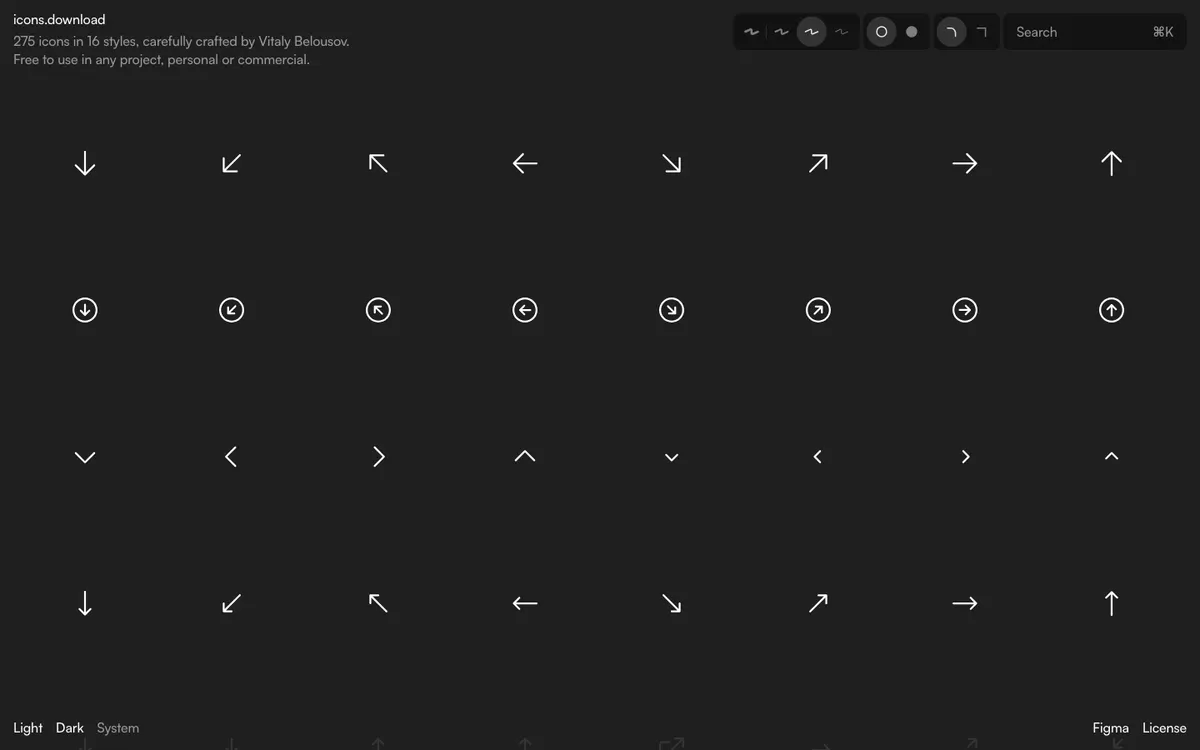 icons.download
275 icons in 16 styles, carefully crafted by Vitaly Belousov.
Free to use in any project, personal or commercial.
Search ⌘K
Light Dark System
Figma License